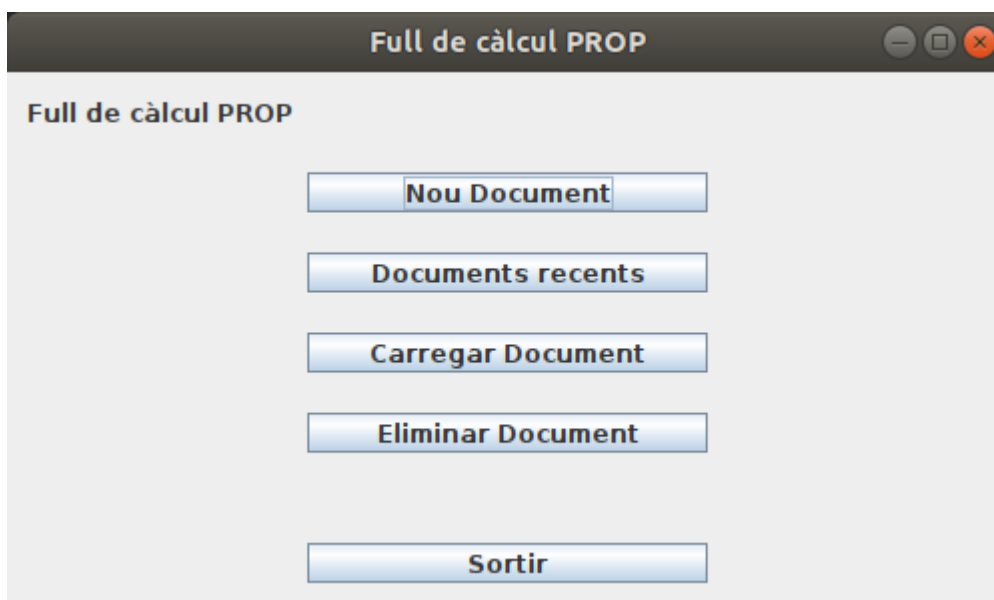 Full de càlcul PROP
Full de càlcul PROP
Nou Document
Documents recents
Carregar Document
Eliminar Document
Sortir